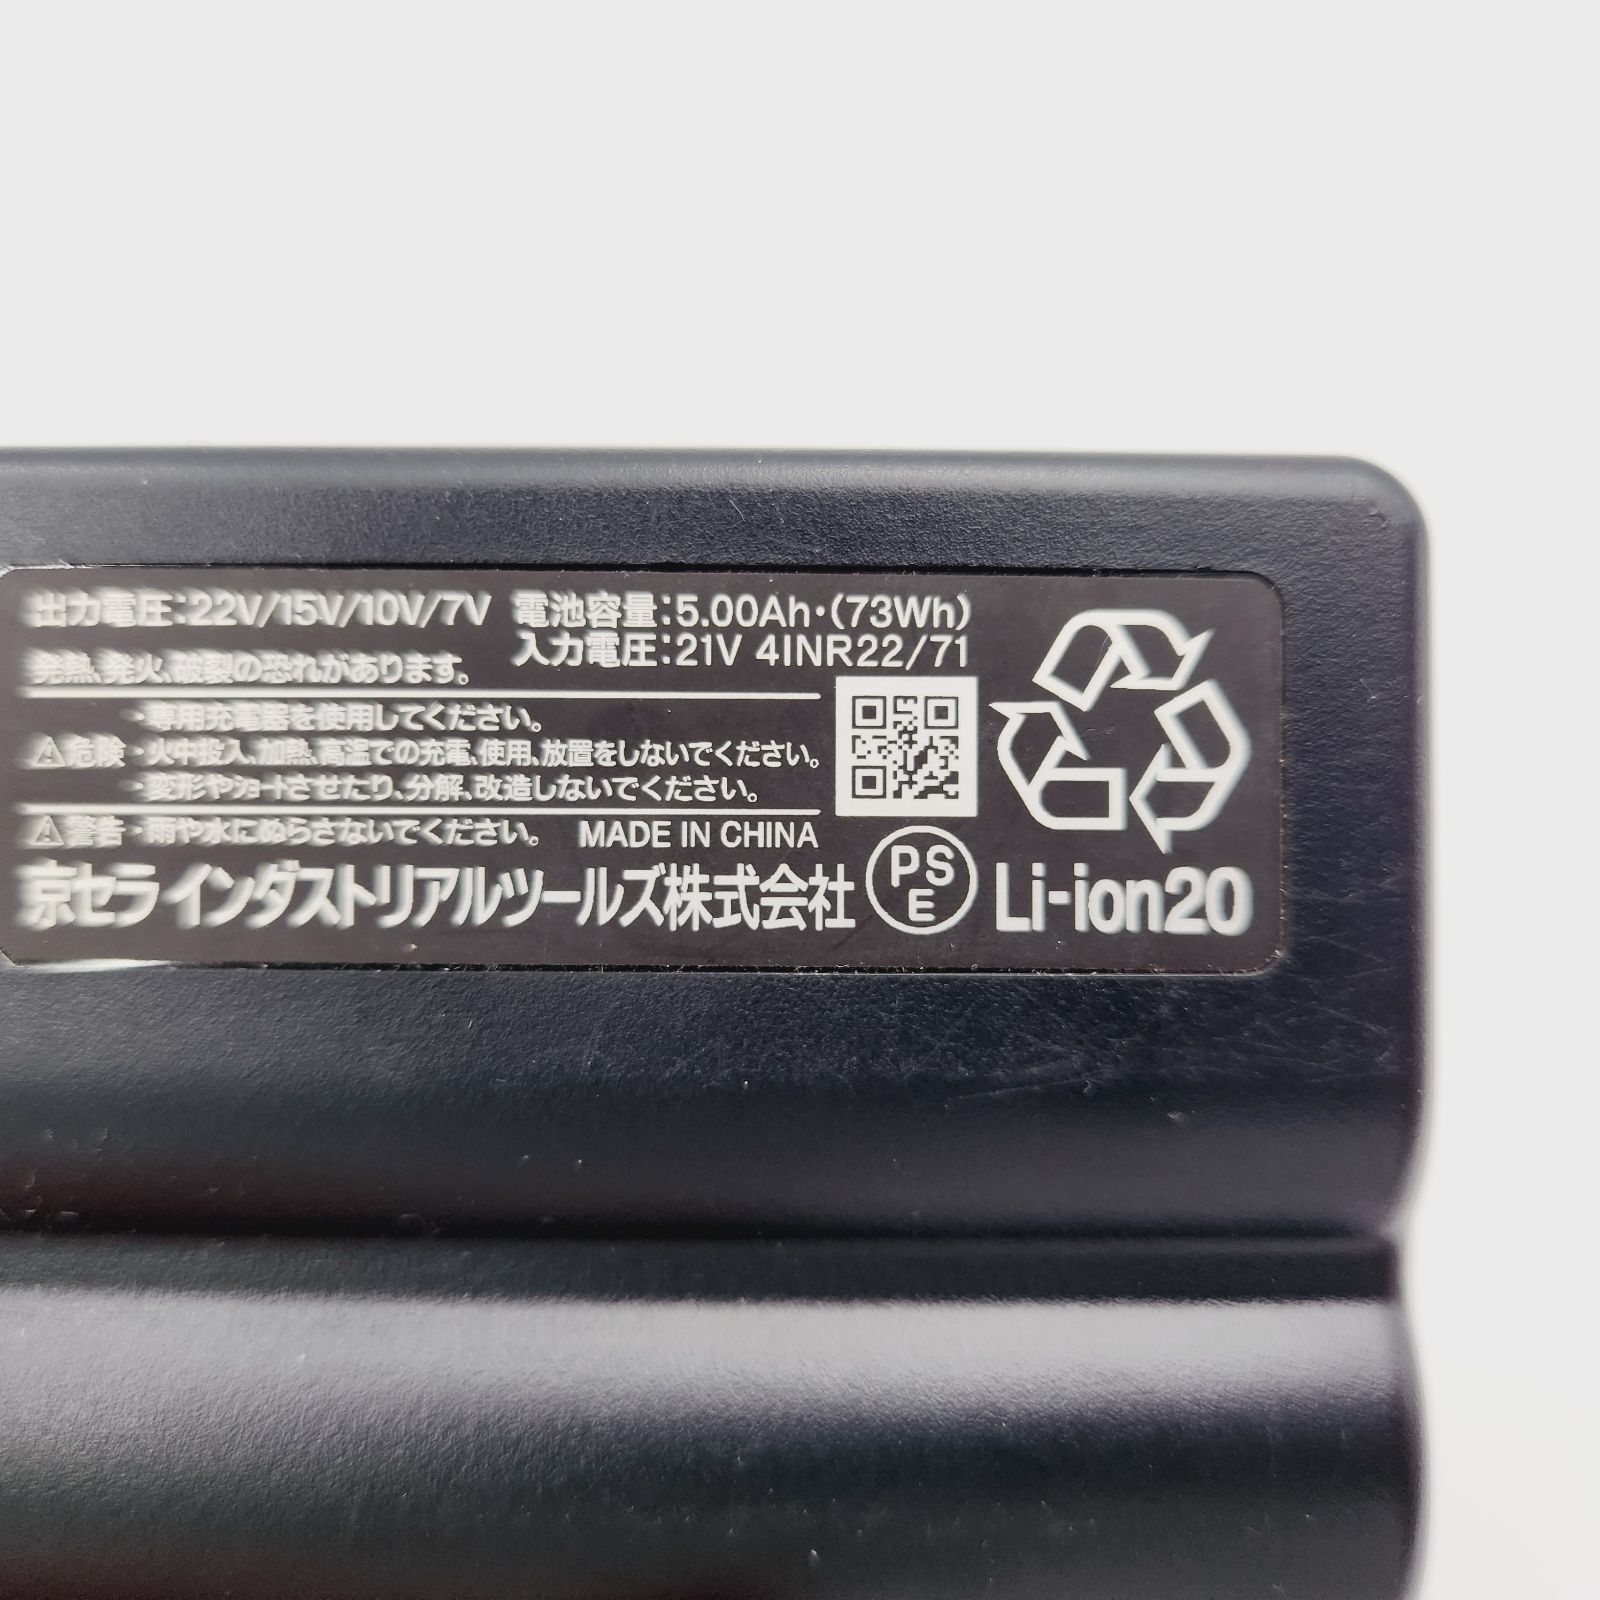 出力電圧:22V/15V/10V/7V 電池容量:5.00Ah・(73Wh)
入力電圧:21V 4INR22/71
発熱、発火、破裂の恐れがあります。
・専用充電器を使用してください。
危険 ・火中投入、加熱、高温での充電、使用、放置をしないでください。
・変形やショートさせたり、分解、改造しないでください。
警告・雨や水にぬらさないでください。 MADE IN CHINA
京セラインダストリアルツールズ株式会社 PSE Li-ion20